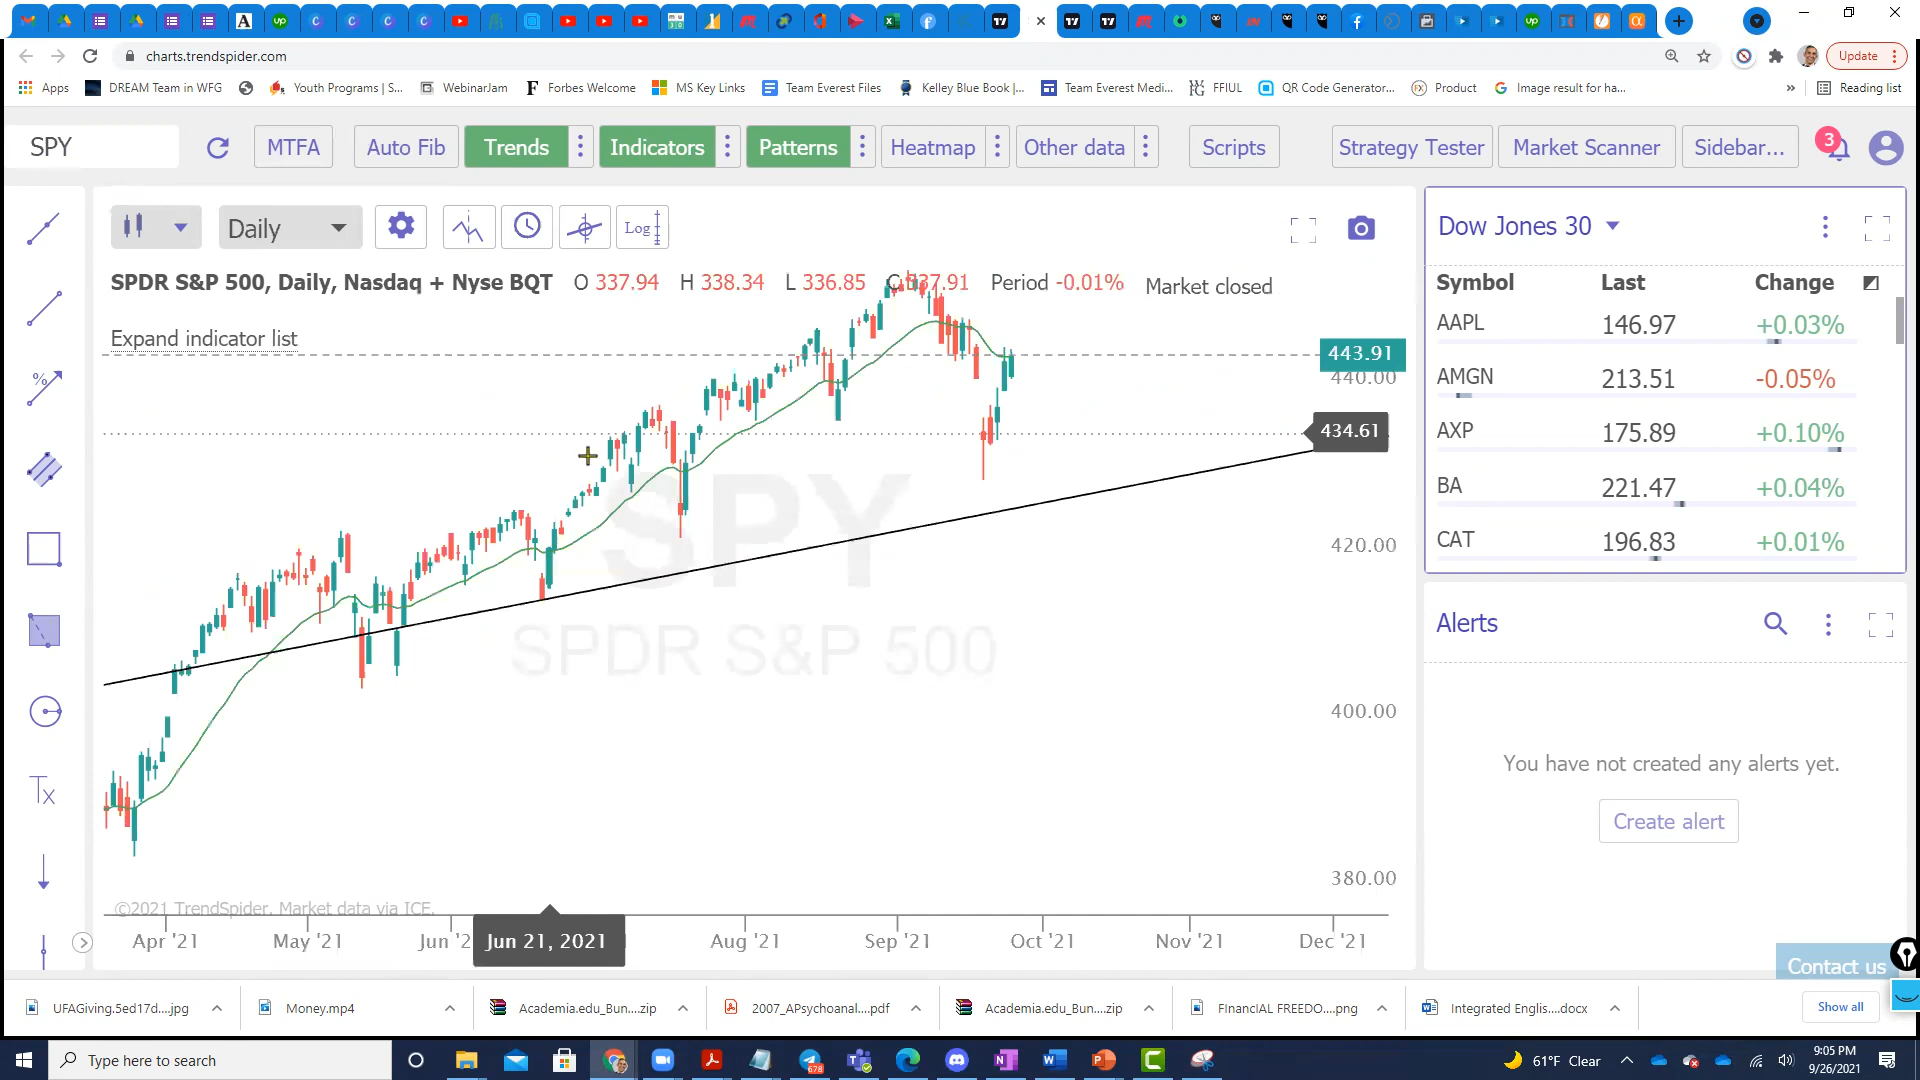 charts.trendspider.com
Update
Apps
DREAM Team in WFG
Youth Programs | S...
WebinarJam
Forbes Welcome
MS Key Links
Team Everest Files
Kelley Blue Book |...
Team Everest Medi...
FFIUL
QR Code Generator...
Product
Image result for ha...
»
Reading list
SPY
MTFA
Auto Fib
Trends
Indicators
Patterns
Heatmap
Other data
Scripts
Strategy Tester
Market Scanner
Sidebar...
3
Daily
Log
SPDR S&P 500, Daily, Nasdaq + Nyse BQT O 337.94 H 338.34 L 336.85 C 337.91 Period -0.01% Market closed
Expand indicator list
443.91
440.00
434.61
420.00
400.00
380.00
SPY
SPDR S&P 500
©2021 TrendSpider. Market data via ICE.
Apr '21
May '21
Jun '2
Jun 21, 2021
Aug '21
Sep '21
Oct '21
Nov '21
Dec '21
Dow Jones 30
Symbol Last Change
AAPL 146.97 +0.03%
AMGN 213.51 -0.05%
AXP 175.89 +0.10%
BA 221.47 +0.04%
CAT 196.83 +0.01%
Alerts
You have not created any alerts yet.
Create alert
Contact us
UFAGiving.5ed17d....jpg
Money.mp4
Academia.edu_Bun....zip
2007_APsychoanal....pdf
Academia.edu_Bun....zip
FInancIAL FREEDO....png
Integrated Englis....docx
Show all
Type here to search
678
61°F Clear
9:05 PM
9/26/2021